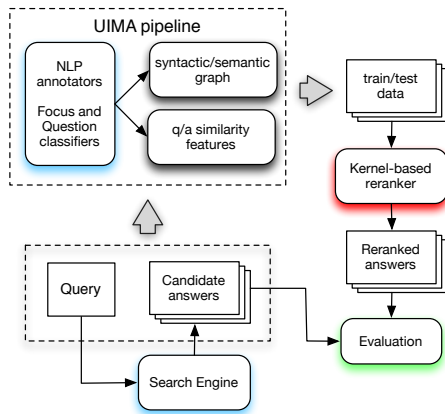 UIMA pipeline
NLP
annotators
Focus and
Question
classifiers
syntactic/semantic
graph
q/a similarity
features
train/test
data
Kernel-based
reranker
Reranked
answers
Evaluation
Query
Candidate
answers
Search Engine